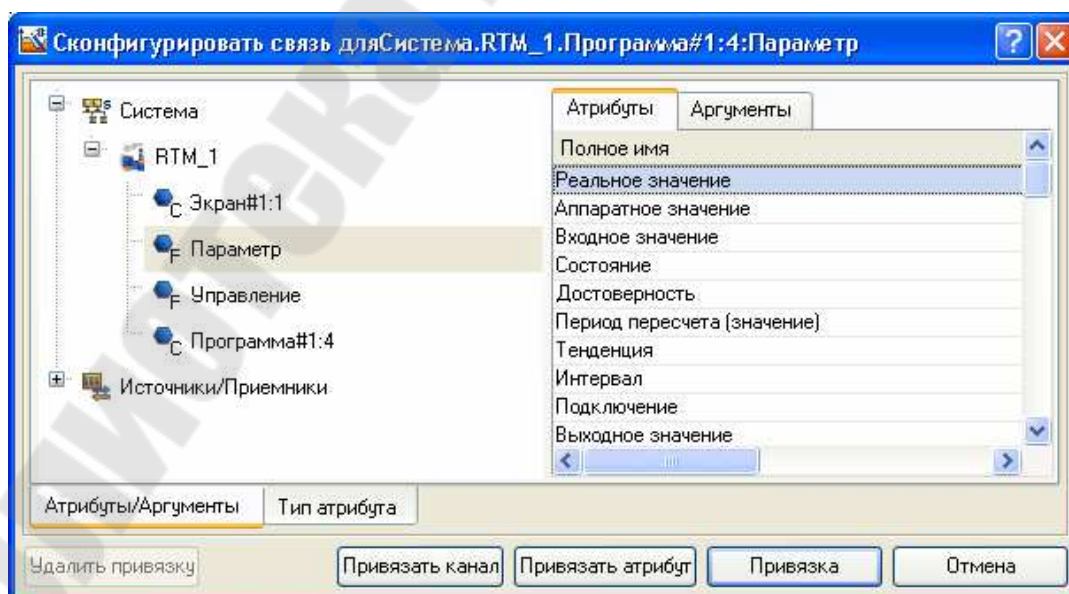 Сконфигурировать связь дляСистема.RTM_1.Программа#1:4:Параметр
Система
RTM_1
Экран#1:1
Параметр
Управление
Программа#1:4
Источники/Приемники
Атрибуты Аргументы
Полное имя
Реальное значение
Аппаратное значение
Входное значение
Состояние
Достоверность
Период пересчета (значение)
Тенденция
Интервал
Подключение
Выходное значение
Атрибуты/Аргументы Тип атрибута
Удалить привязку Привязать канал Привязать атрибут Привязка Отмена